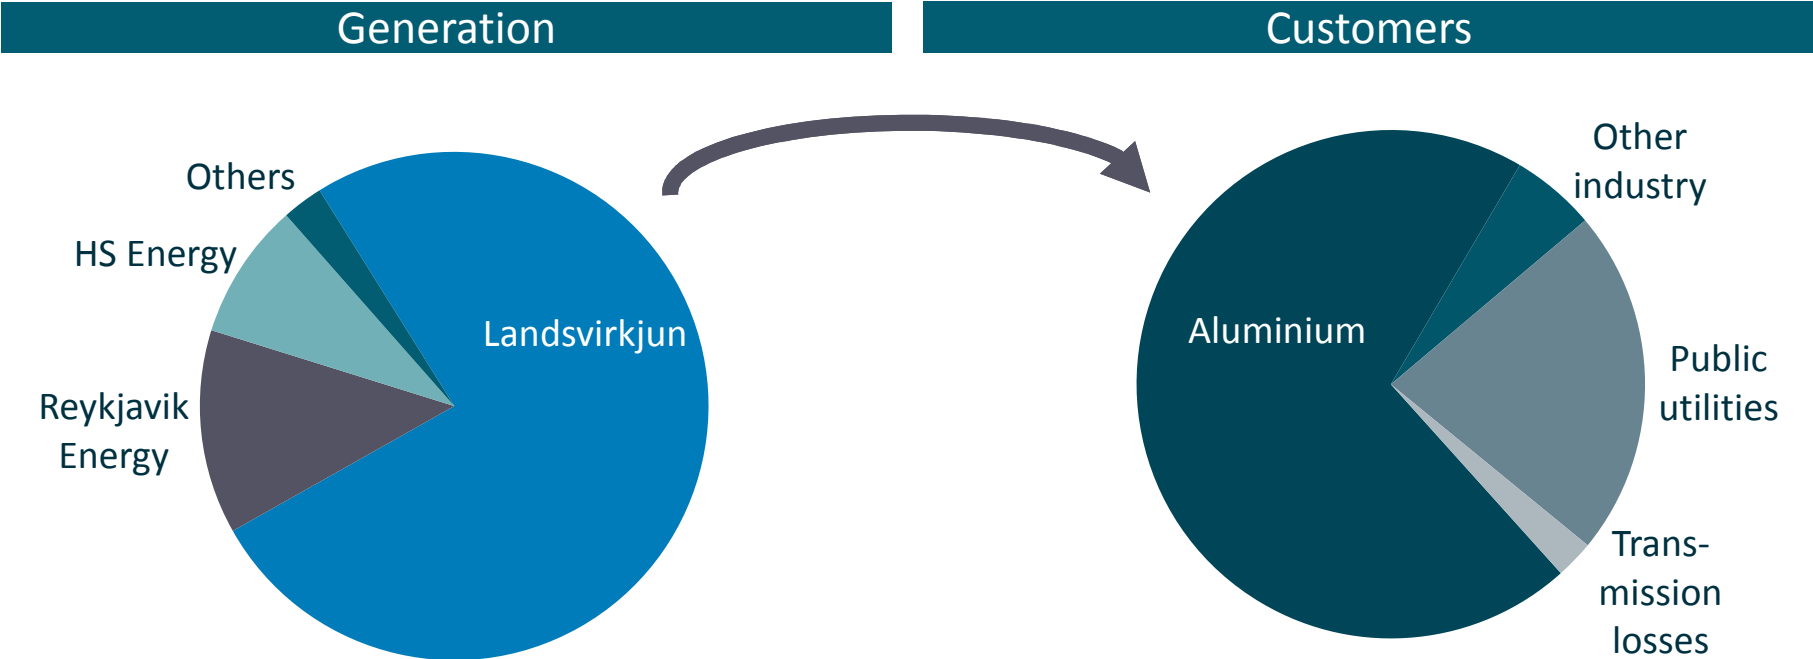 Generation
Customers
Others
HS Energy
Reykjavik
Energy
Landsvirkjun
Aluminium
Other
industry
Public
utilities
Trans-
mission
losses